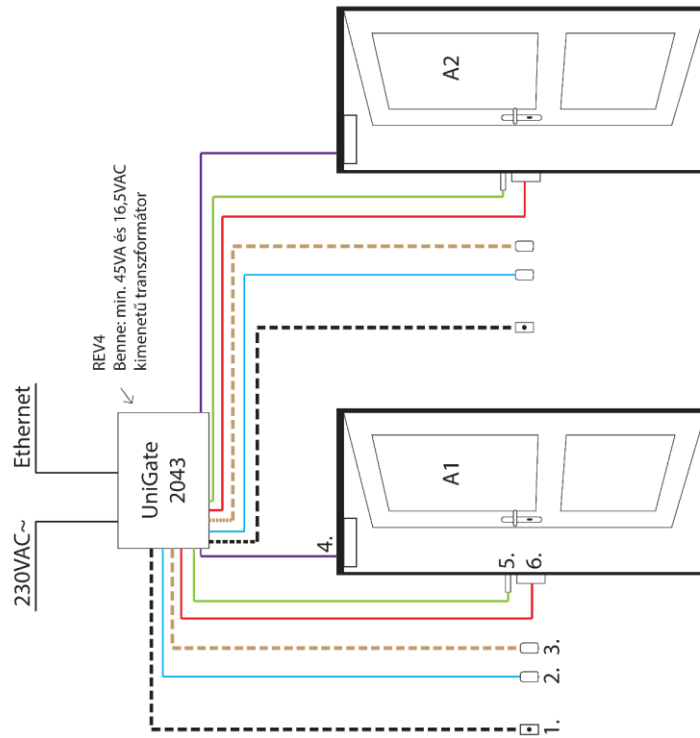 230VAC~
Ethernet
REV4
Benne: min. 45VA és 16,5VAC
kimenetű transzformátor
UniGate
2043
A1
A2
1.
2.
3.
4.
5.
6.